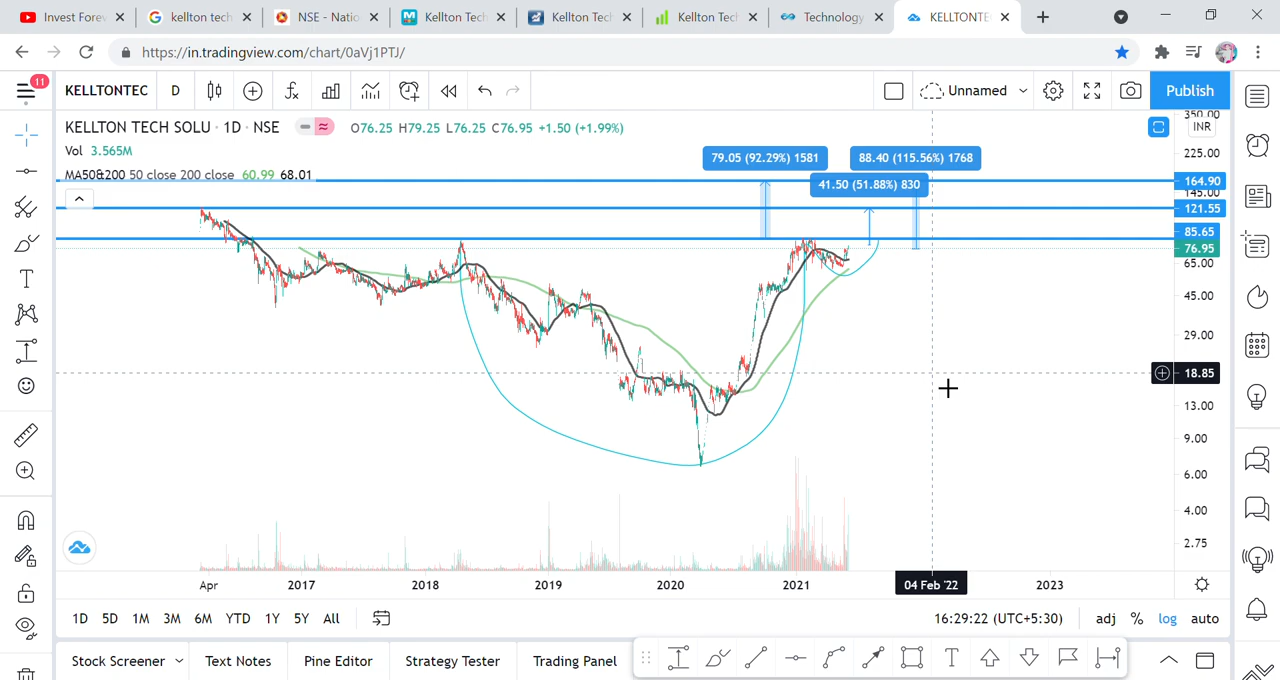 Invest Forev
kellton tech
NSE - Natio
Kellton Tech
Kellton Tech
Kellton Tech
Technology
KELLTONTE
https://in.tradingview.com/chart/0aVj1PTJ/
11
KELLTONTEC
D
Unnamed
Publish
KELLTON TECH SOLU · 1D · NSE
O76.25 H79.25 L76.25 C76.95 +1.50 (+1.99%)
Vol 3.565M
MA50&200 50 close 200 close 60.99 68.01
79.05 (92.29%) 1581
88.40 (115.56%) 1768
41.50 (51.88%) 830
350.00
INR
225.00
164.90
145.00
121.55
85.65
76.95
65.00
45.00
29.00
18.85
13.00
9.00
6.00
4.00
2.75
Apr
2017
2018
2019
2020
2021
04 Feb '22
2023
1D 5D 1M 3M 6M YTD 1Y 5Y All
16:29:22 (UTC+5:30)
adj % log auto
Stock Screener
Text Notes
Pine Editor
Strategy Tester
Trading Panel